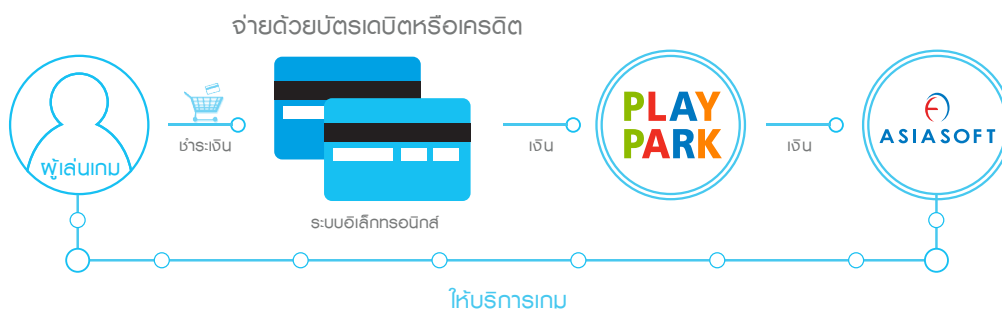 จ่ายด้วยบัตรเดบิตหรือเครดิต
ผู้เล่นเกม
ชำระเงิน
ระบบอิเล็กทรอนิกส์
เงิน
PLAY
PARK
เงิน
ASIASOFT
ให้บริการเกม